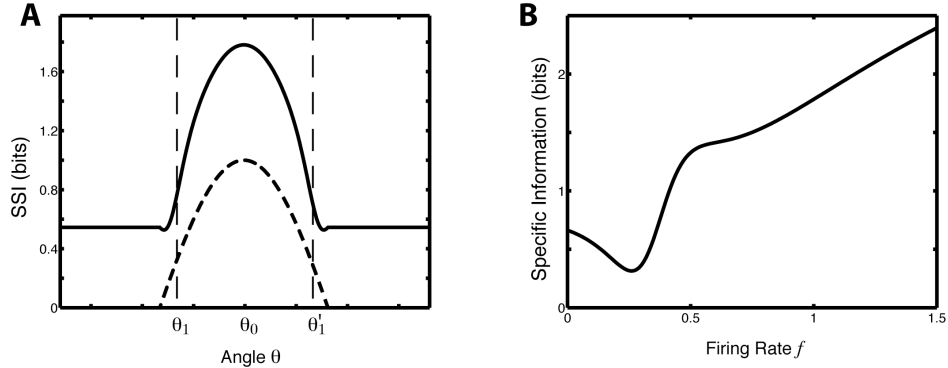 A
SSI (bits)
1.6
1.2
0.8
0.4
0
θ1
θ0
θ1'
Angle θ
B
Specific Information (bits)
2
1
0
0
0.5
1
1.5
Firing Rate f